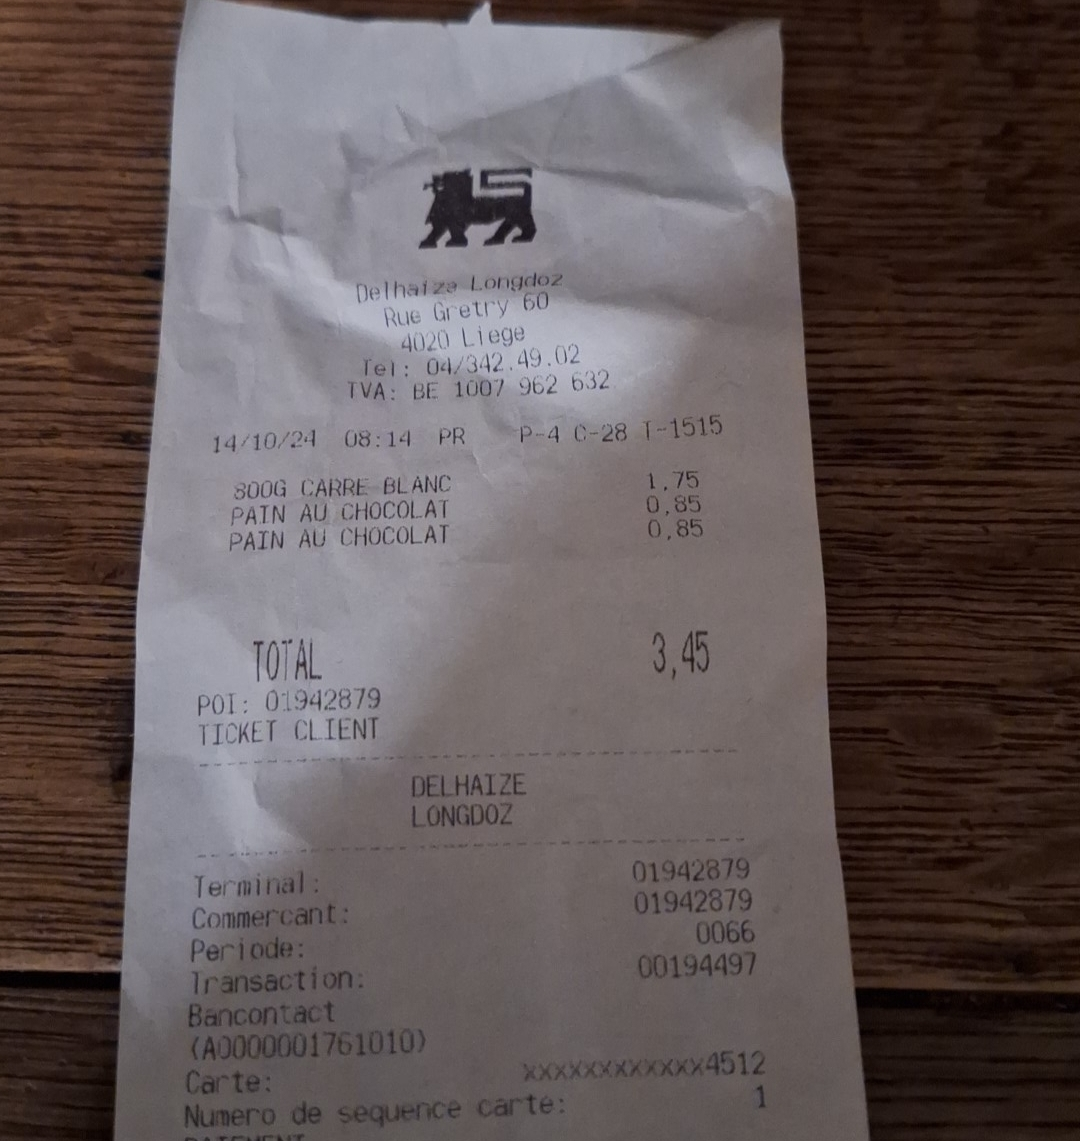 Delhaize Longdoz
Rue Gretry 60
4020 Liege
Tel: 04/342.49.02
TVA: BE 1007 962 632
14/10/24 08:14 PR P-4 C-28 T-1515
800G CARRE BLANC 1,75
PAIN AU CHOCOLAT 0,85
PAIN AU CHOCOLAT 0,85
TOTAL 3,45
POI: 01942879
TICKET CLIENT
DELHAIZE
LONGDOZ
Terminal: 01942879
Commercant: 01942879
Periode: 0066
Transaction: 00194497
Bancontact
(A0000001761010)
Carte: xxxxxxxxxxxxx4512
Numero de sequence carte: 1